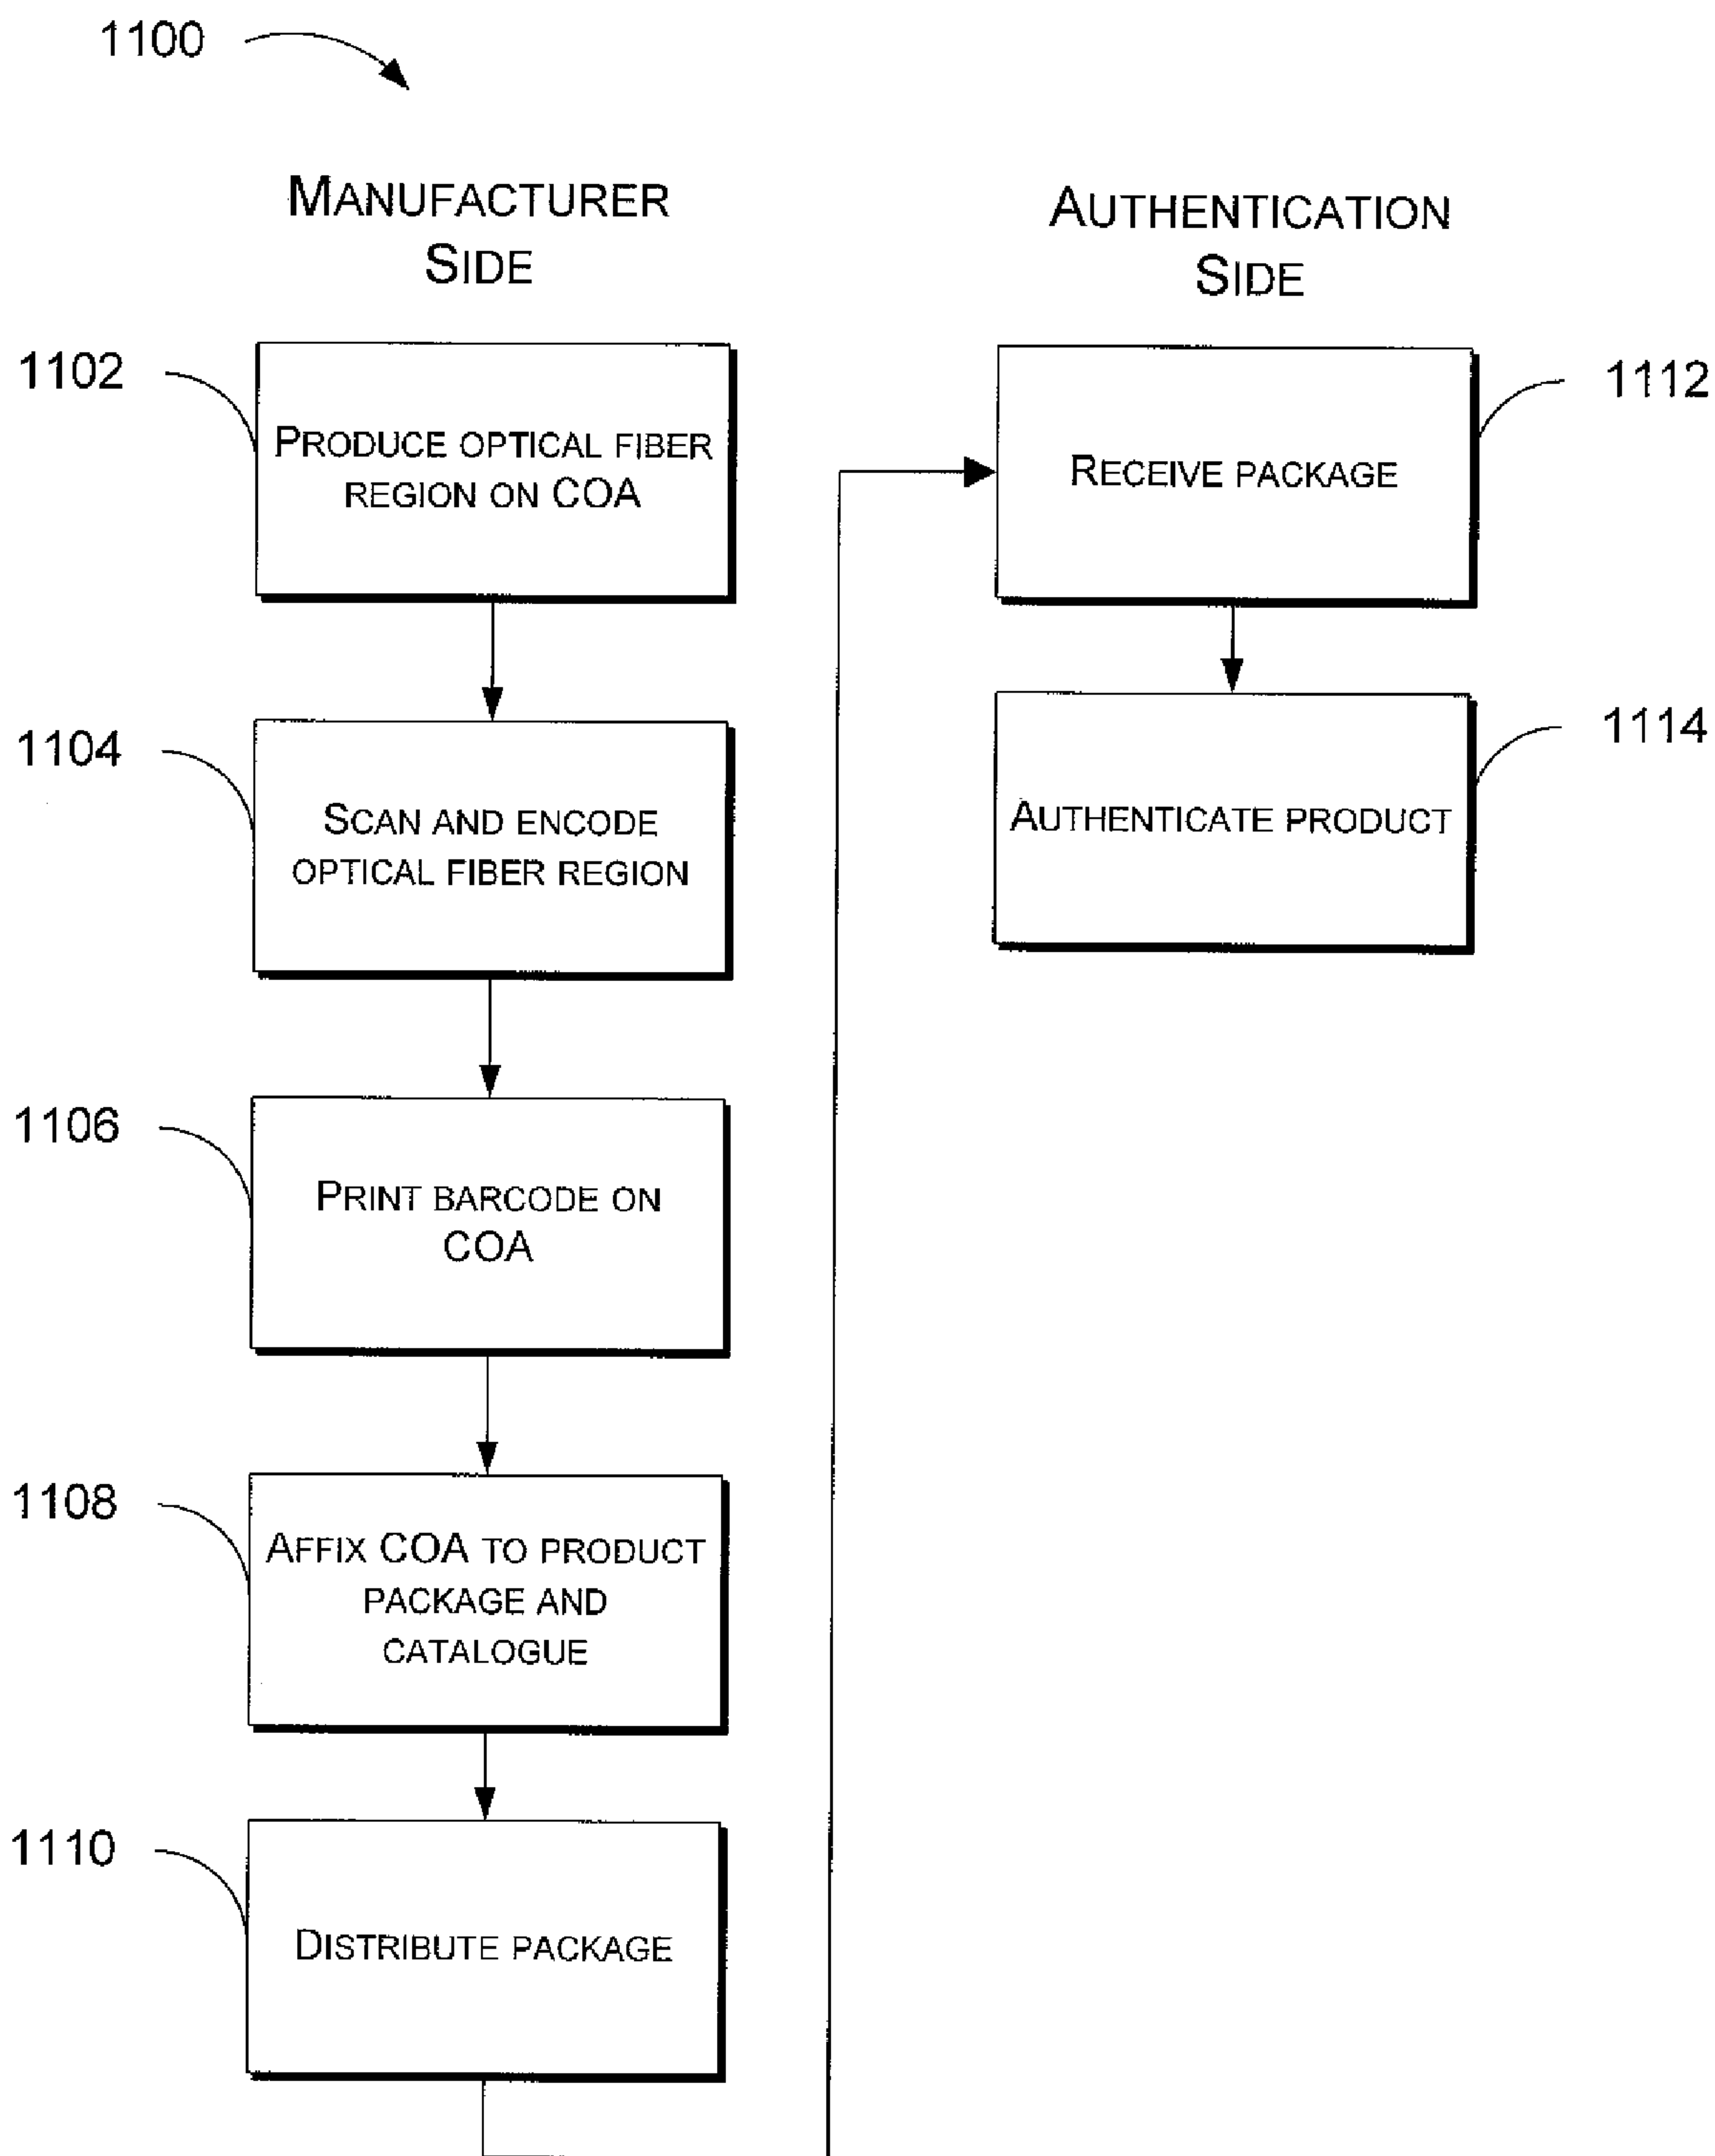 1100
MANUFACTURER
SIDE
1102
PRODUCE OPTICAL FIBER
REGION ON COA
1104
SCAN AND ENCODE
OPTICAL FIBER REGION
1106
PRINT BARCODE ON
COA
1108
AFFIX COA TO PRODUCT
PACKAGE AND
CATALOGUE
1110
DISTRIBUTE PACKAGE
AUTHENTICATION
SIDE
1112
RECEIVE PACKAGE
1114
AUTHENTICATE PRODUCT